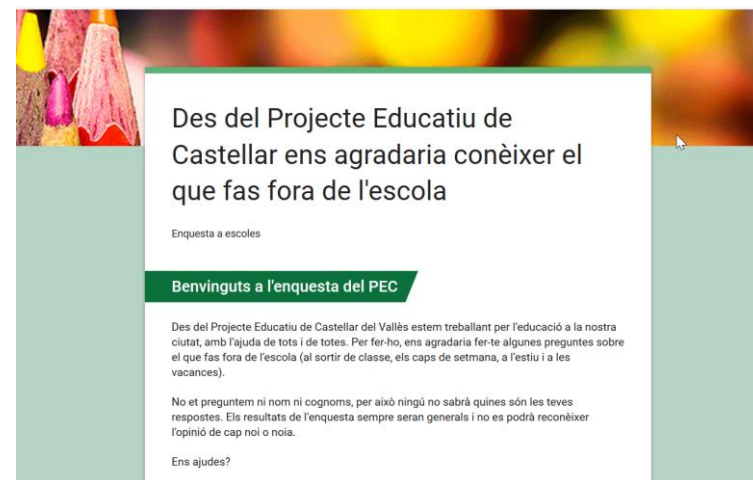 Des del Projecte Educatiu de
Castellar ens agradaria conèixer el
que fas fora de l'escola
Enquesta a escoles
Benvinguts a l'enquesta del PEC
Des del Projecte Educatiu de Castellar del Vallès estem treballant per l'educació a la nostra
ciutat, amb l'ajuda de tots i de totes. Per fer-ho, ens agradaria fer-te algunes preguntes sobre
el que fas fora de l'escola (al sortir de classe, els caps de setmana, a l'estiu i a les
vacances).
No et preguntem ni nom ni cognoms, per això ningú no sabrà quines són les teves
respostes. Els resultats de l'enquesta sempre seran generals i no es podrà reconèixer
l'opinió de cap noi o noia.
Ens ajudes?